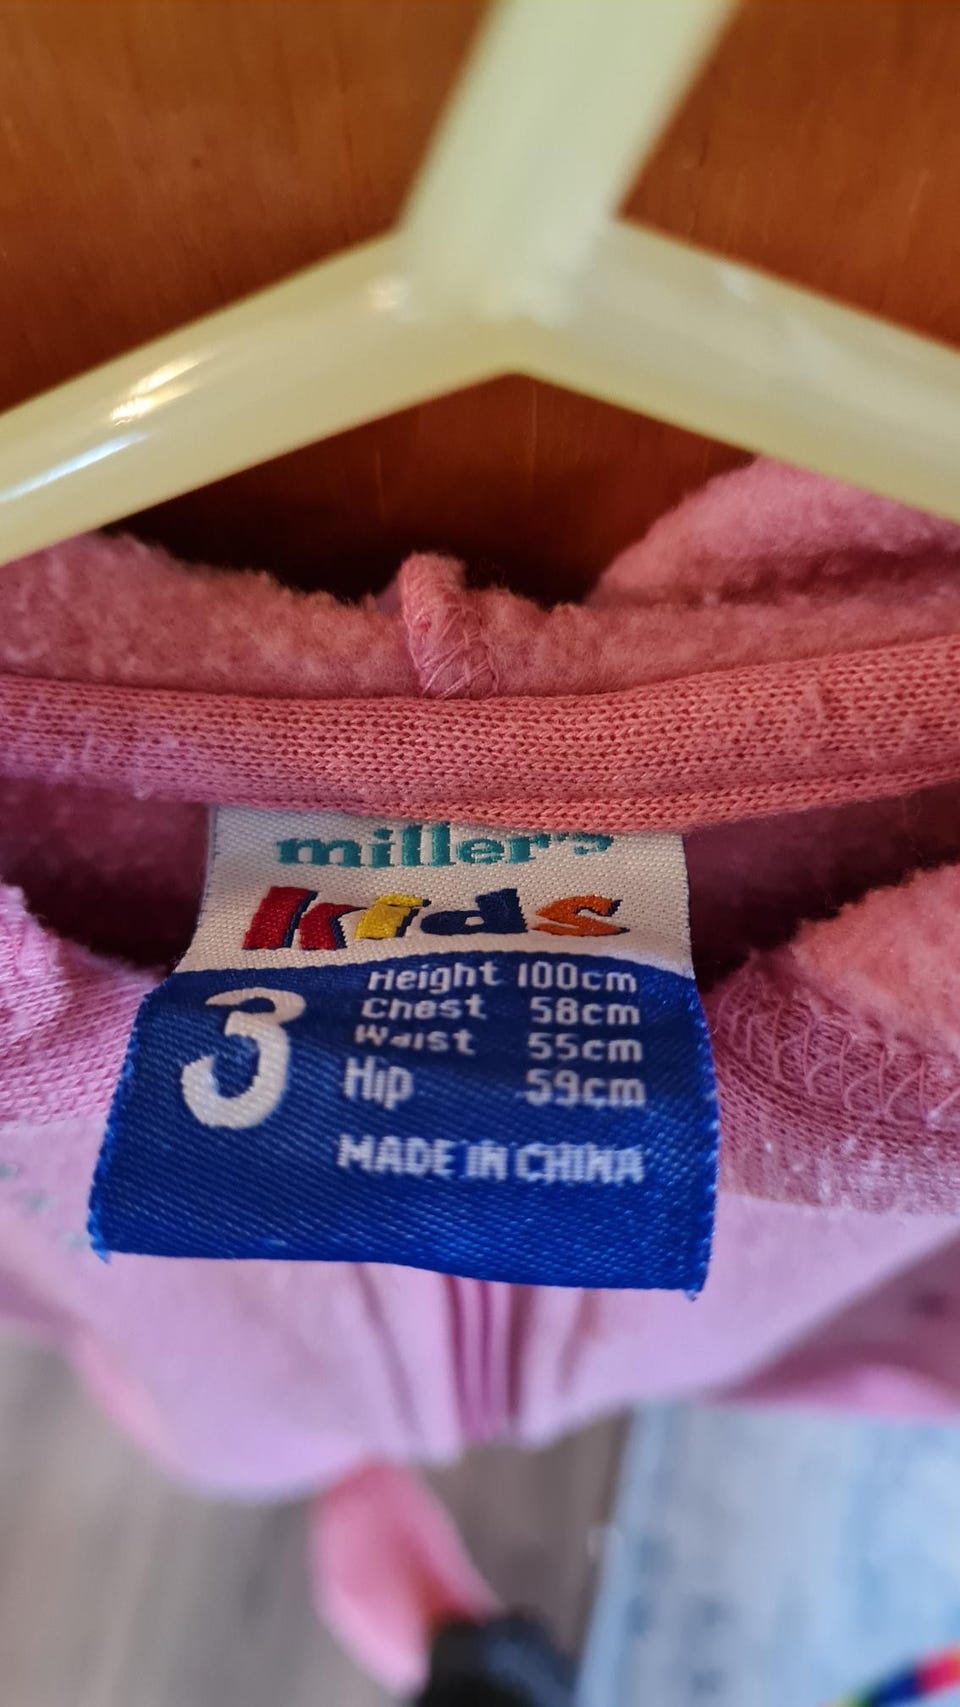 miller's
kids
3
Height 100cm
Chest 58cm
Waist 55cm
Hip 59cm
MADE IN CHINA